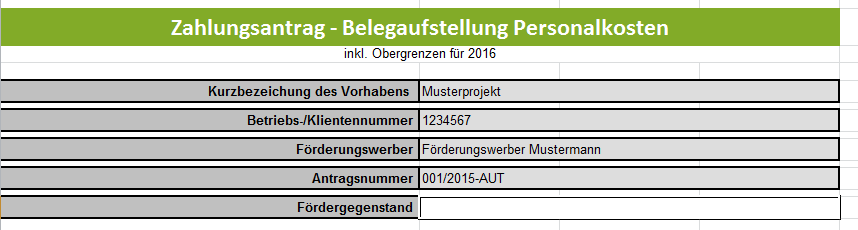 Zahlungsantrag - Belegaufstellung Personalkosten
inkl. Obergrenzen für 2016
Kurzbezeichung des Vorhabens Musterprojekt
Betriebs-/Klientennummer 1234567
Förderungswerber Förderungswerber Mustermann
Antragsnummer 001/2015-AUT
Fördergegenstand